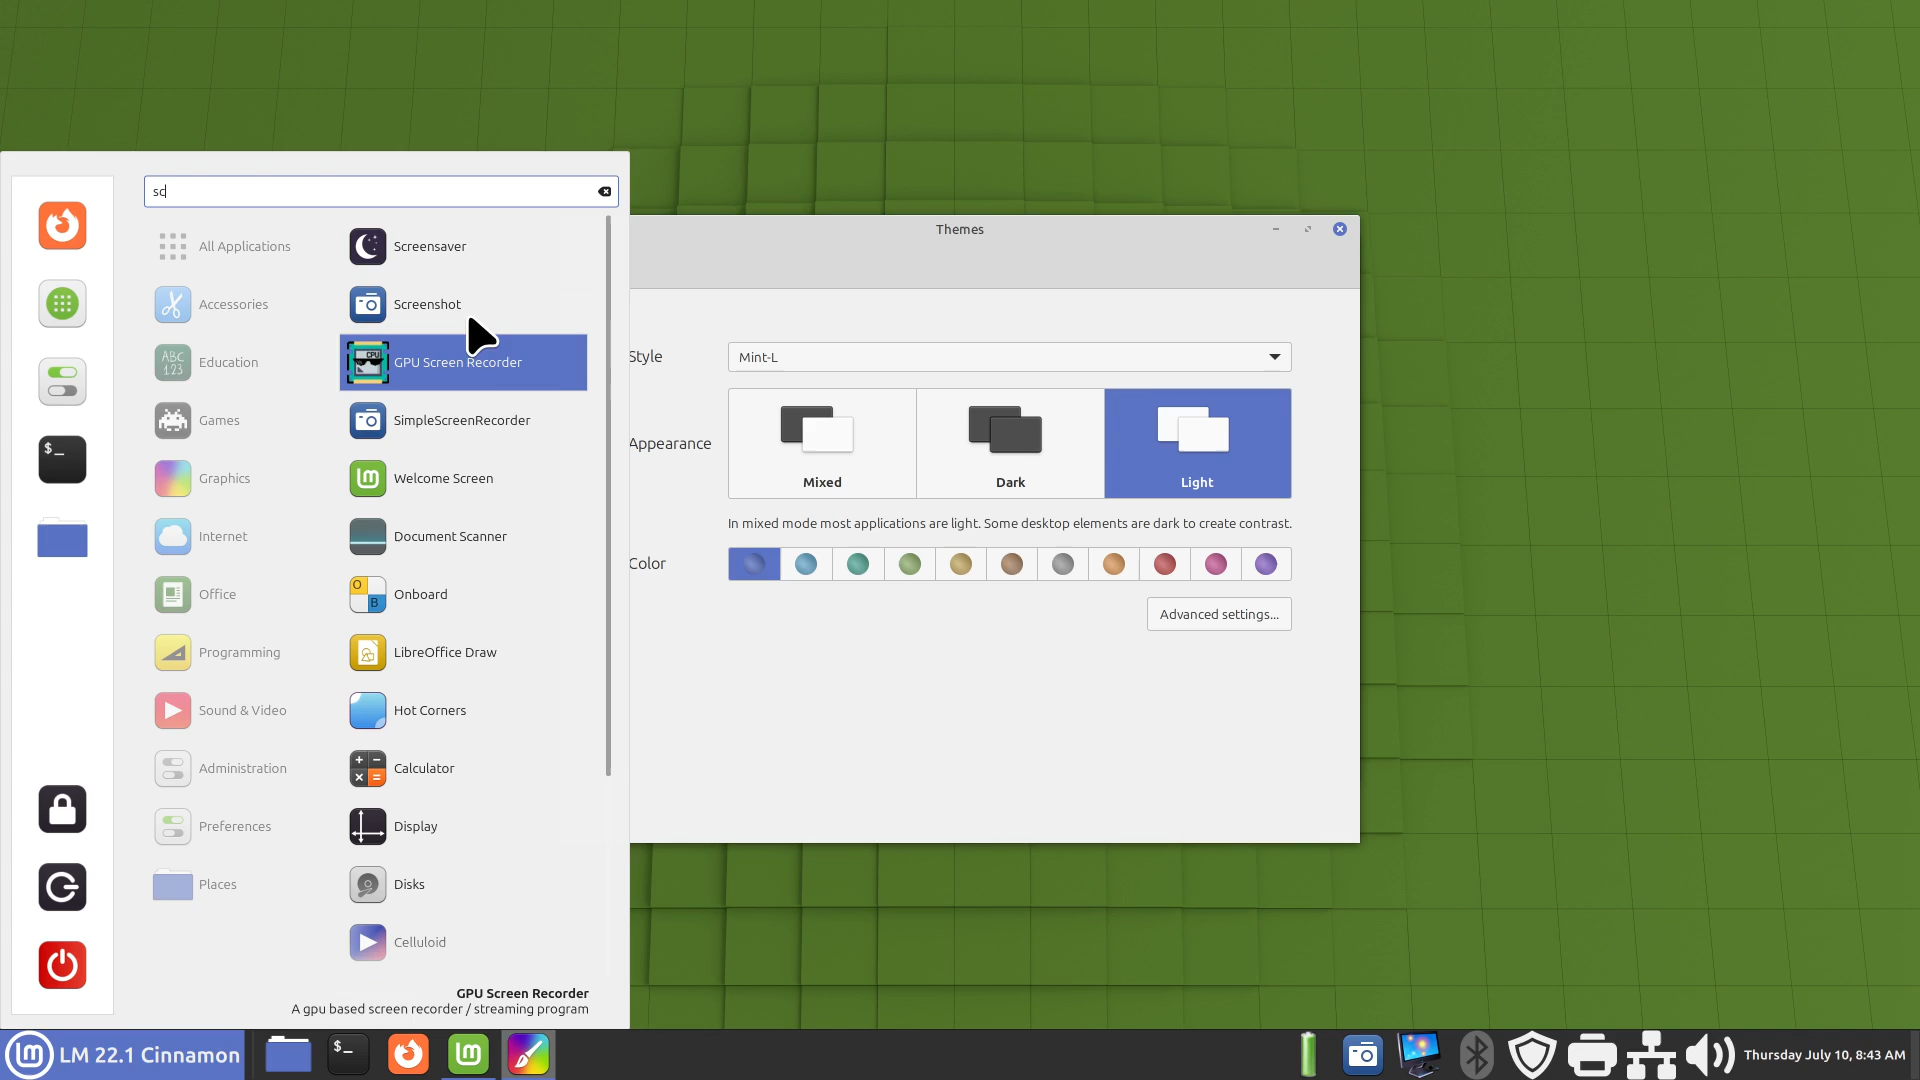 sc
All Applications
Accessories
Education
Games
Graphics
Internet
Office
Programming
Sound & Video
Administration
Preferences
Places
Screensaver
Screenshot
GPU Screen Recorder
SimpleScreenRecorder
Welcome Screen
Document Scanner
Onboard
LibreOffice Draw
Hot Corners
Calculator
Display
Disks
Celluloid
GPU Screen Recorder
A gpu based screen recorder / streaming program
Themes
Style
Mint-L
Appearance
Mixed
Dark
Light
In mixed mode most applications are light. Some desktop elements are dark to create contrast.
Color
Advanced settings...
LM 22.1 Cinnamon
Thursday July 10, 8:43 AM